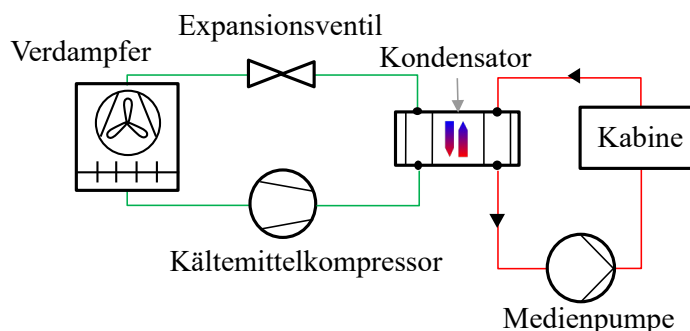 Expansionsventil
Verdampfer
Kondensator
Kabine
Kältemittelkompressor
Medienpumpe